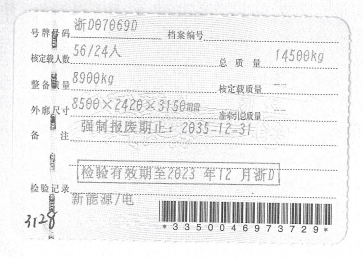 号牌号码 浙D07069D 档案编号
核定载人数 56/24人 总质量 14500kg
整备质量 8900kg 核定载质量 --
外廓尺寸 8500×2420×3150mm 准牵引总质量 --
备注 强制报废期止：2035-12-31
检验有效期至2023年12月浙D
检验记录 新能源/电
3128
*3350046973729*